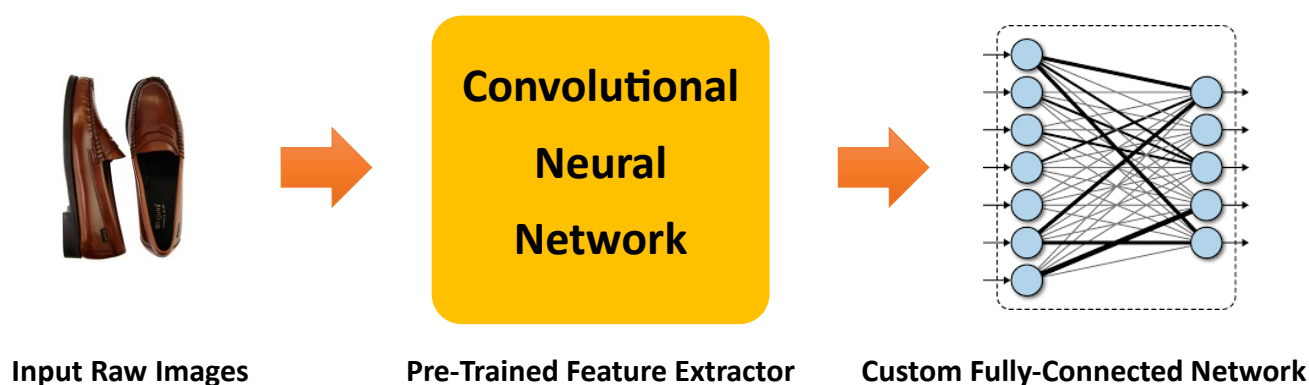 Convolutional
Neural
Network
Input Raw Images
Pre-Trained Feature Extractor
Custom Fully-Connected Network